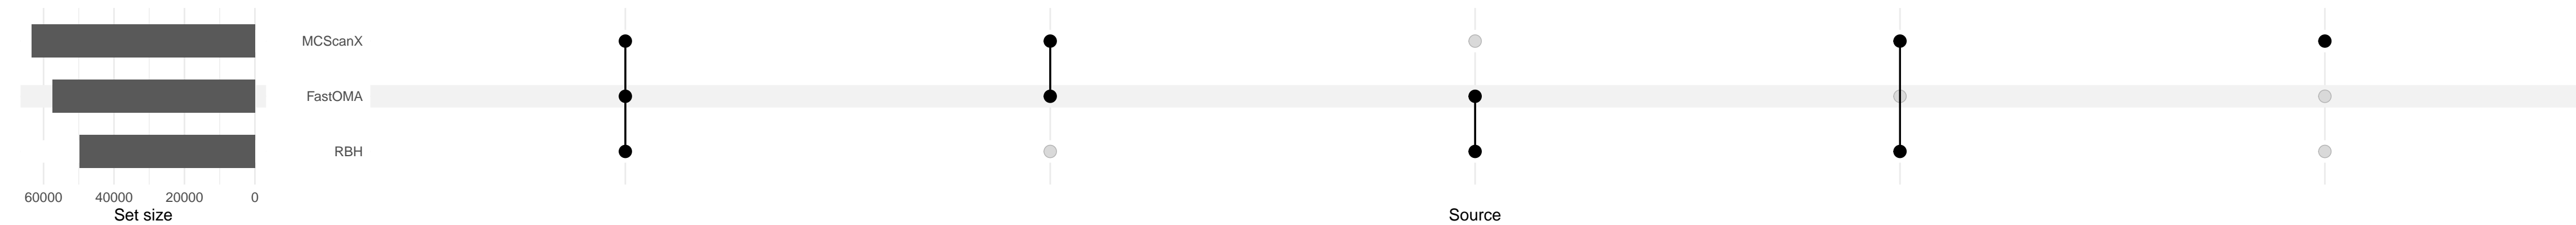 MCScanX
FastOMA
RBH
60000 40000 20000 0
Set size
Source